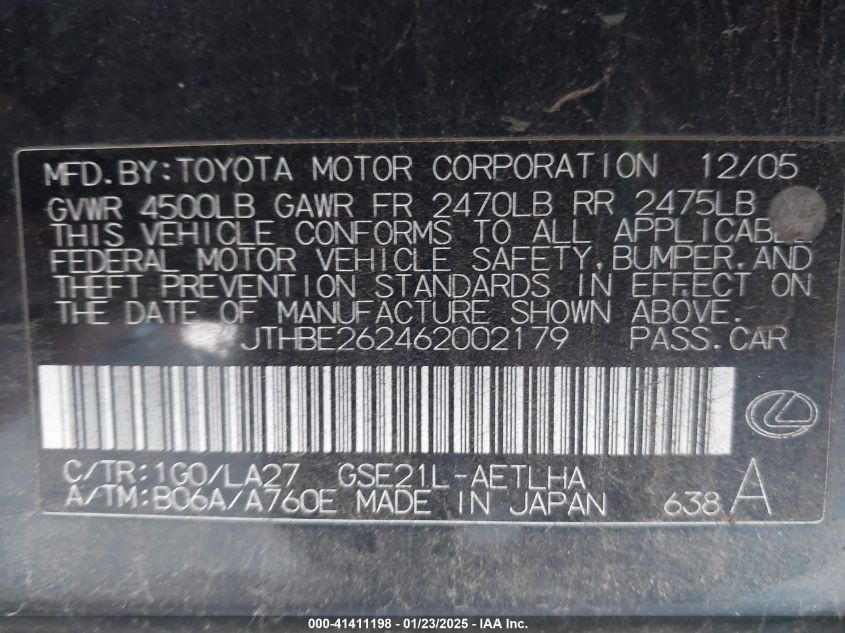 MFD.BY:TOYOTA MOTOR CORPORATION 12/05
GVWR 4500LB GAWR FR 2470LB RR 2475LB
THIS VEHICLE CONFORMS TO ALL APPLICABLE
FEDERAL MOTOR VEHICLE SAFETY,BUMPER,AND
THEFT PREVENTION STANDARDS IN EFFECT ON
THE DATE OF MANUFACTURE SHOWN ABOVE.
JTHBE262462002179 PASS.CAR
C/TR:1G0/LA27 GSE21L-AETLHA
A/TM:B06A/A760E MADE IN JAPAN 638 A
000-41411198 - 01/23/2025 - IAA Inc.